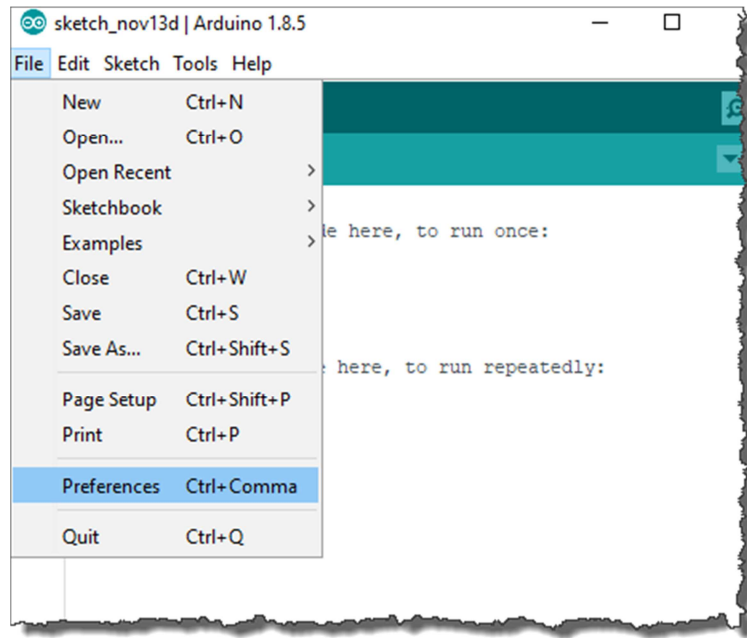 sketch_nov13d | Arduino 1.8.5
File Edit Sketch Tools Help
New Ctrl+N
Open... Ctrl+O
Open Recent
Sketchbook
Examples
here, to run once:
Close Ctrl+W
Save Ctrl+S
Save As... Ctrl+Shift+S
here, to run repeatedly:
Page Setup Ctrl+Shift+P
Print Ctrl+P
Preferences Ctrl+Comma
Quit Ctrl+Q